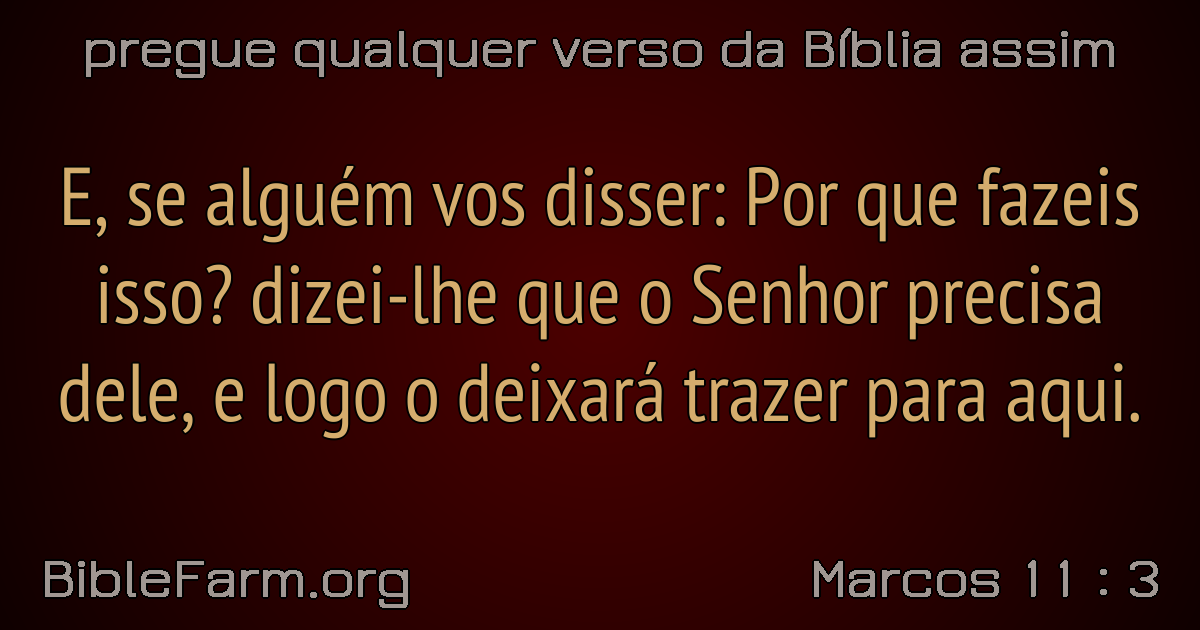 pregue qualquer verso da Bíblia assim
E, se alguém vos disser: Por que fazeis
isso? dizei-lhe que o Senhor precisa
dele, e logo o deixará trazer para aqui.
BibleFarm.org
Marcos 11 : 3